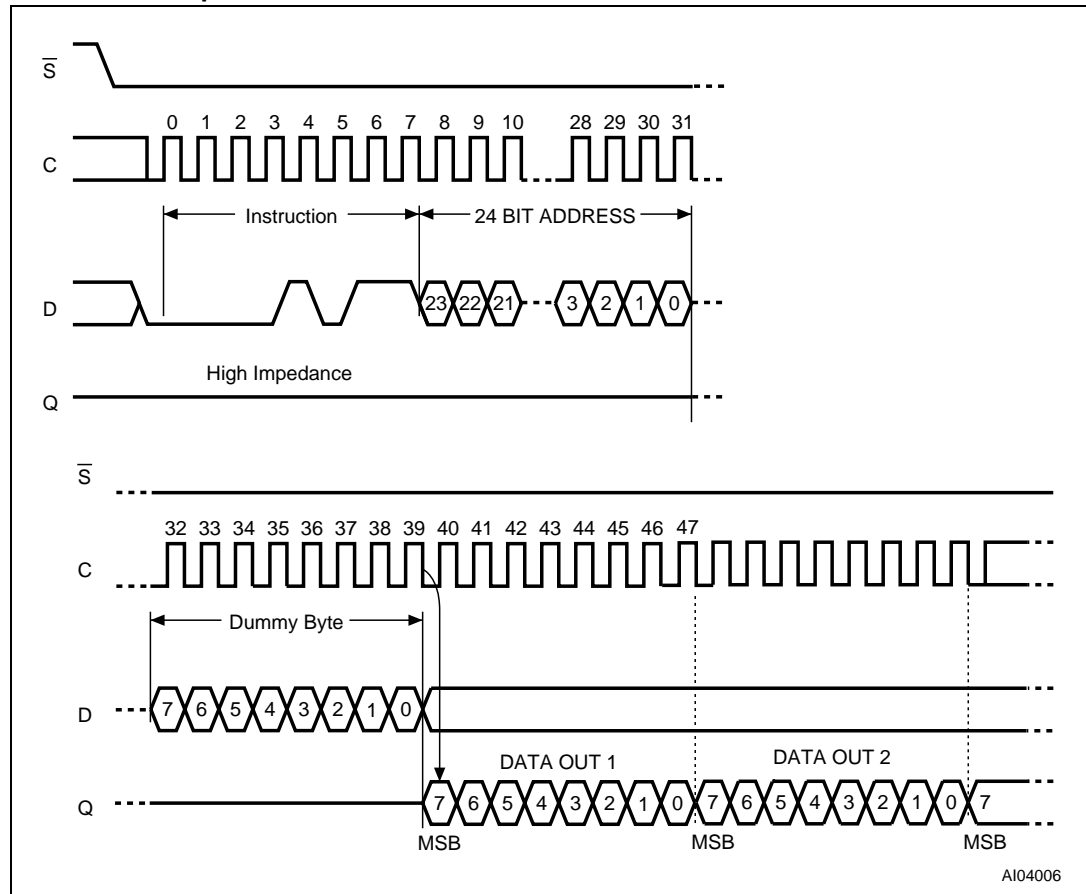 S
0 1 2 3 4 5 6 7 8 9 10 28 29 30 31
C
Instruction 24 BIT ADDRESS
D 23 22 21 3 2 1 0
High Impedance
Q
S
32 33 34 35 36 37 38 39 40 41 42 43 44 45 46 47
C
Dummy Byte
D 7 6 5 4 3 2 1 0
DATA OUT 1 DATA OUT 2
Q 7 6 5 4 3 2 1 0 7 6 5 4 3 2 1 0 7
MSB MSB MSB
AI04006